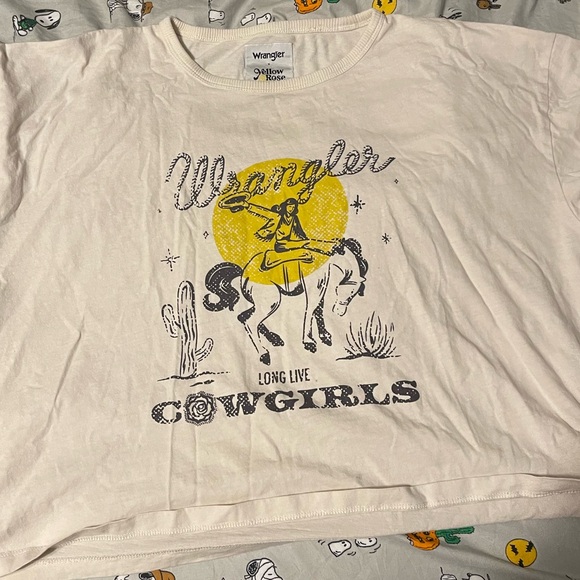 Wrangler
Yellow
Rose
Wrangler
LONG LIVE
COWGIRLS